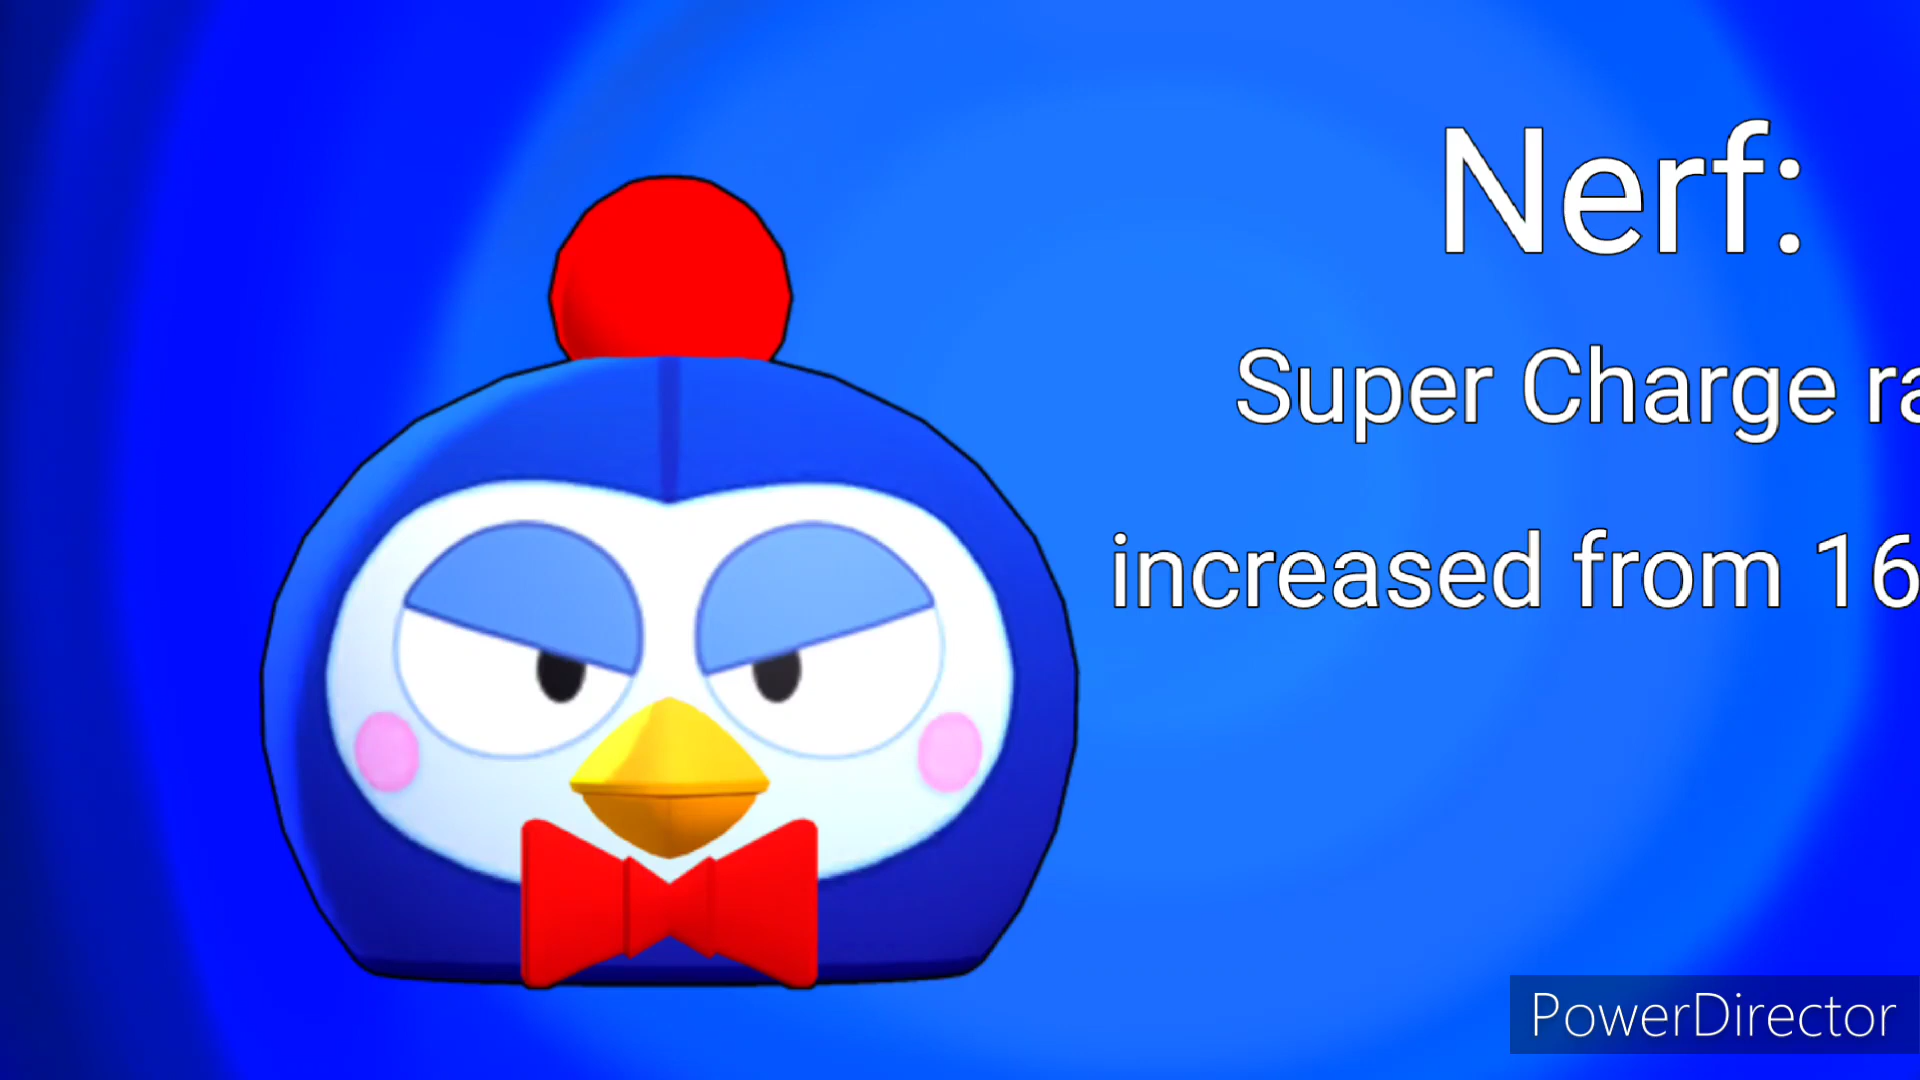 Nerf:
Super Charge
increased from
PowerDirector